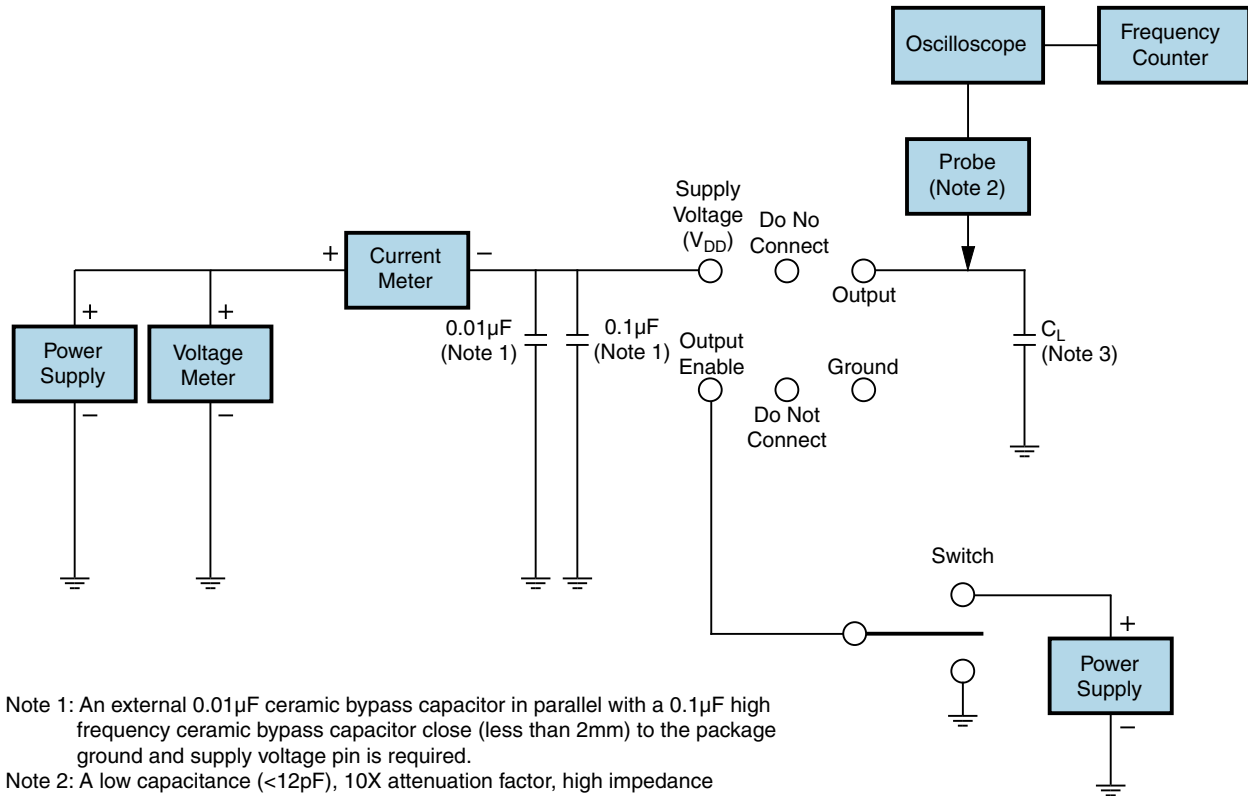 Oscilloscope
Frequency
Counter
Probe
(Note 2)
Supply
Voltage
(VDD)
Do No
Connect
+
Current
Meter
−
Output
+
Power
Supply
−
+
Voltage
Meter
−
0.01µF
(Note 1)
0.1µF
(Note 1)
Output
Enable
Ground
Do Not
Connect
CL
(Note 3)
Switch
+
Power
Supply
−
Note 1: An external 0.01µF ceramic bypass capacitor in parallel with a 0.1µF high
frequency ceramic bypass capacitor close (less than 2mm) to the package
ground and supply voltage pin is required.
Note 2: A low capacitance (<12pF), 10X attenuation factor, high impedance